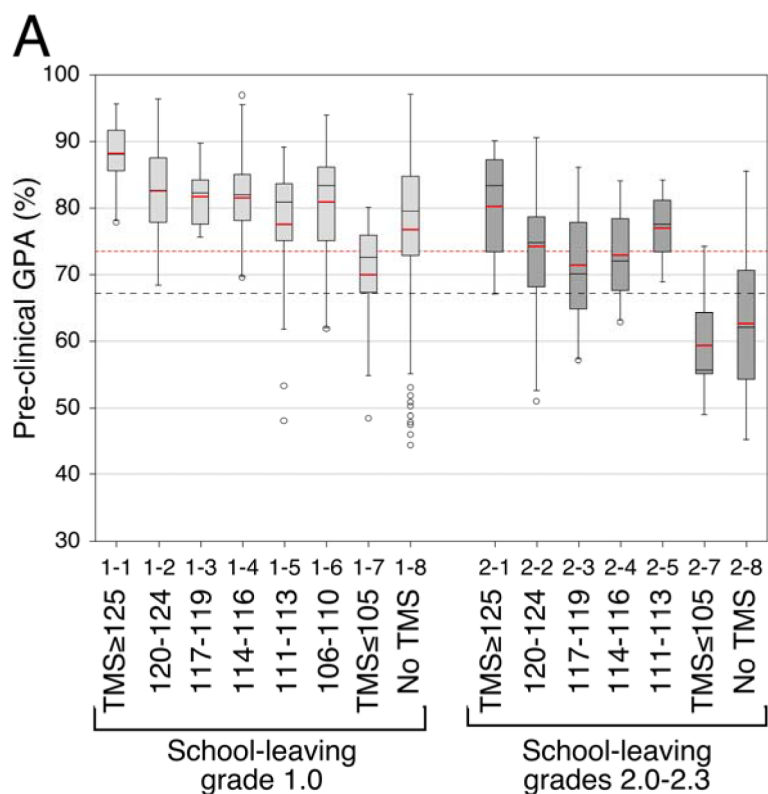 A
Pre-clinical GPA (%)
100
90
80
70
60
50
40
30
1-1 1-2 1-3 1-4 1-5 1-6 1-7 1-8 2-1 2-2 2-3 2-4 2-5 2-7 2-8
TMS≥125
120-124
117-119
114-116
111-113
106-110
TMS≤105
No TMS
TMS≥125
120-124
117-119
114-116
111-113
TMS≤105
No TMS
School-leaving
grade 1.0
School-leaving
grades 2.0-2.3